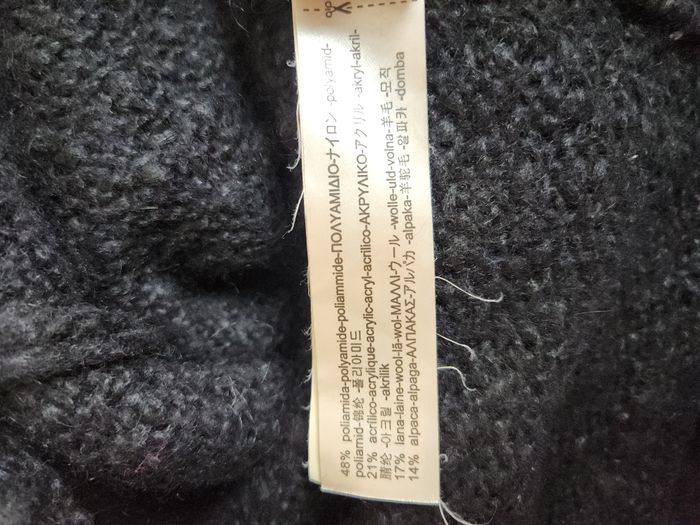 48% poliamida-polyamide-poliammide-ΠΟΛΥΑΜΙΔΙΟ-ナイロン -polyamid-
poliamid-锦纶 -폴리아미드
21% acrílico-acrylique-acrylic-acryl-acrilico-ΑΚΡΥΛΙΚΟ-アクリル -akryl-akril-
腈纶 -아크릴 -akrilik
17% lana-laine-wool-lã-wol-ΜΑΛΛΙ-ウール -wolle-uld-volna-羊毛 -모직
14% alpaca-alpaga-ΑΛΠΑΚΑΣ-アルパカ -alpaka-羊驼毛 -알파카 -domba